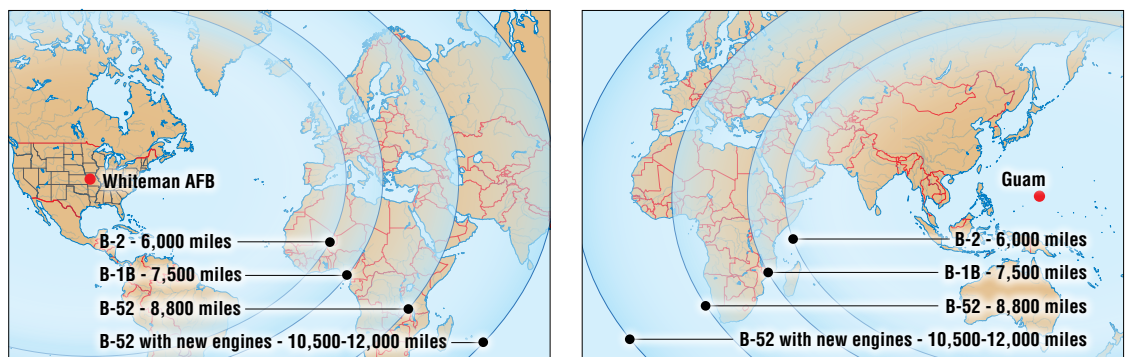 Whiteman AFB
B-2 - 6,000 miles
B-1B - 7,500 miles
B-52 - 8,800 miles
B-52 with new engines - 10,500-12,000 miles
Guam
B-2 - 6,000 miles
B-1B - 7,500 miles
B-52 - 8,800 miles
B-52 with new engines - 10,500-12,000 miles